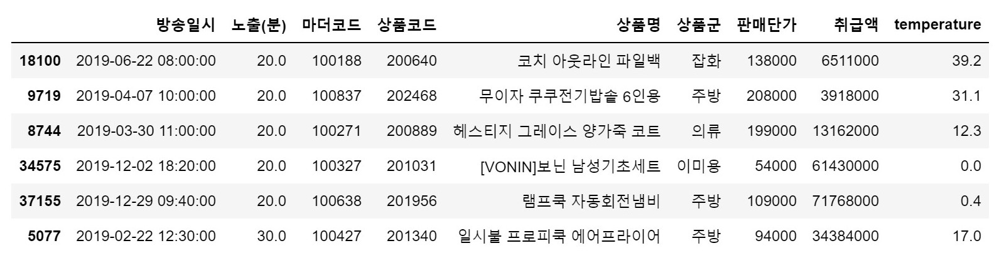 방송일시 노출(분) 마더코드 상품코드 상품명 상품군 판매단가 취급액 temperature
18100 2019-06-22 08:00:00 20.0 100188 200640 코치 아웃라인 파일백 잡화 138000 6511000 39.2
9719 2019-04-07 10:00:00 20.0 100837 202468 무이자 쿠쿠전기밥솥 6인용 주방 208000 3918000 31.1
8744 2019-03-30 11:00:00 20.0 100271 200889 헤스티지 그레이스 양가죽 코트 의류 199000 13162000 12.3
34575 2019-12-02 18:20:00 20.0 100327 201031 [VONIN]보닌 남성기초세트 이미용 54000 61430000 0.0
37155 2019-12-29 09:40:00 20.0 100638 201956 램프쿡 자동회전냄비 주방 109000 71768000 0.4
5077 2019-02-22 12:30:00 30.0 100427 201340 일시불 프로피쿡 에어프라이어 주방 94000 34384000 17.0